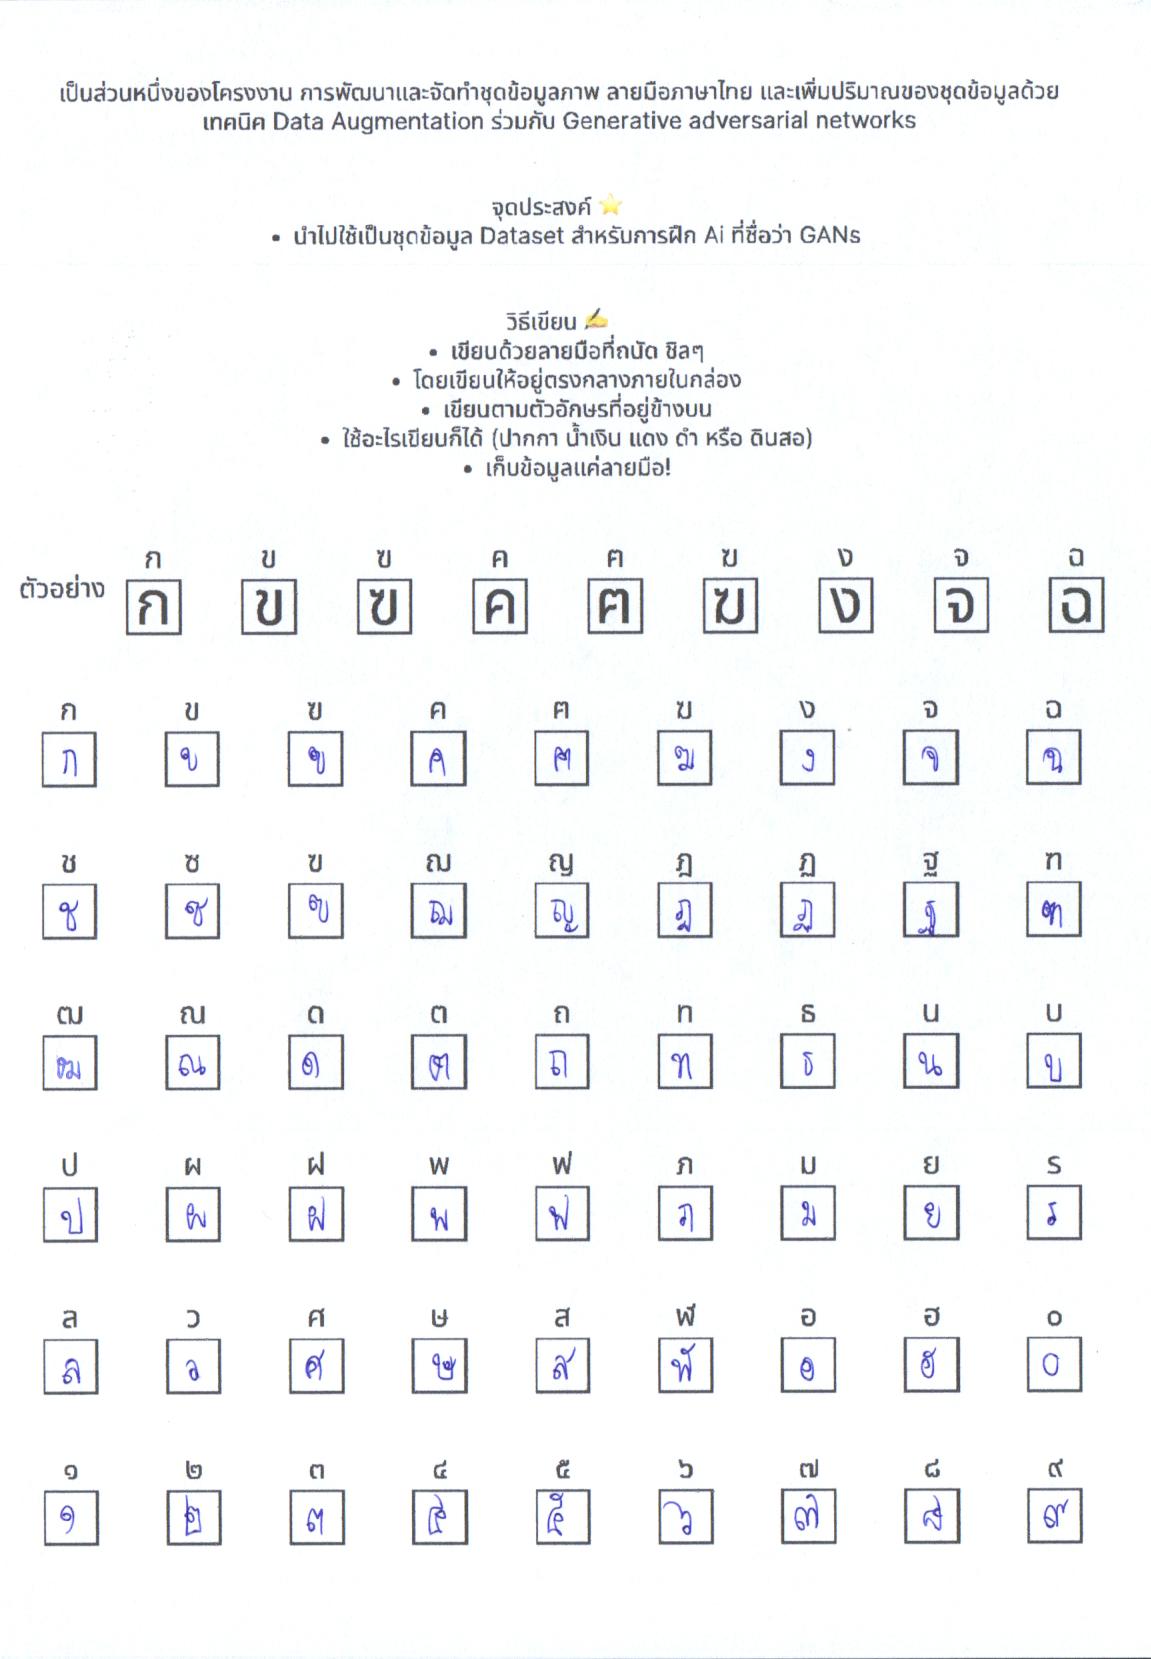 เป็นส่วนหนึ่งของโครงงาน การพัฒนาและจัดทำชุดข้อมูลภาพ ลายมือภาษาไทย และเพิ่มปริมาณของชุดข้อมูลด้วย
เทคนิค Data Augmentation ร่วมกับ Generative adversarial networks
จุดประสงค์ ⭐
• นำไปใช้เป็นชุดข้อมูล Dataset สำหรับการฝึก Ai ที่ชื่อว่า GANs
วิธีเขียน ✍
• เขียนด้วยลายมือที่ถนัด ชิลๆ
• โดยเขียนให้อยู่ตรงกลางภายในกล่อง
• เขียนตามตัวอักษรที่อยู่ข้างบน
• ใช้อะไรเขียนก็ได้ (ปากกา น้ำเงิน แดง ดำ หรือ ดินสอ)
• เก็บข้อมูลแค่ลายมือ!
ก ข ฃ ค ฅ ฆ ง จ ฉ
ตัวอย่าง ก ข ฃ ค ฅ ฆ ง จ ฉ
ก ข ฃ ค ฅ ฆ ง จ ฉ
ก ข ฃ ค ฅ ฆ ง จ ฉ
ช ซ ฃ ฌ ญ ฎ ฏ ฐ ฑ
ช ซ ฃ ฌ ญ ฎ ฏ ฐ ฑ
ฒ ณ ด ต ถ ท ธ น บ
ฒ ณ ด ต ถ ท ธ น บ
ป ผ ฝ พ ฟ ภ ม ย ร
ป ผ ฝ พ ฟ ภ ม ย ร
ล ว ศ ษ ส ฬ อ ฮ ๐
ล ว ศ ษ ส ฬ อ ฮ ๐
๑ ๒ ๓ ๔ ๕ ๖ ๗ ๘ ๙
๑ ๒ ๓ ๔ ๕ ๖ ๗ ๘ ๙